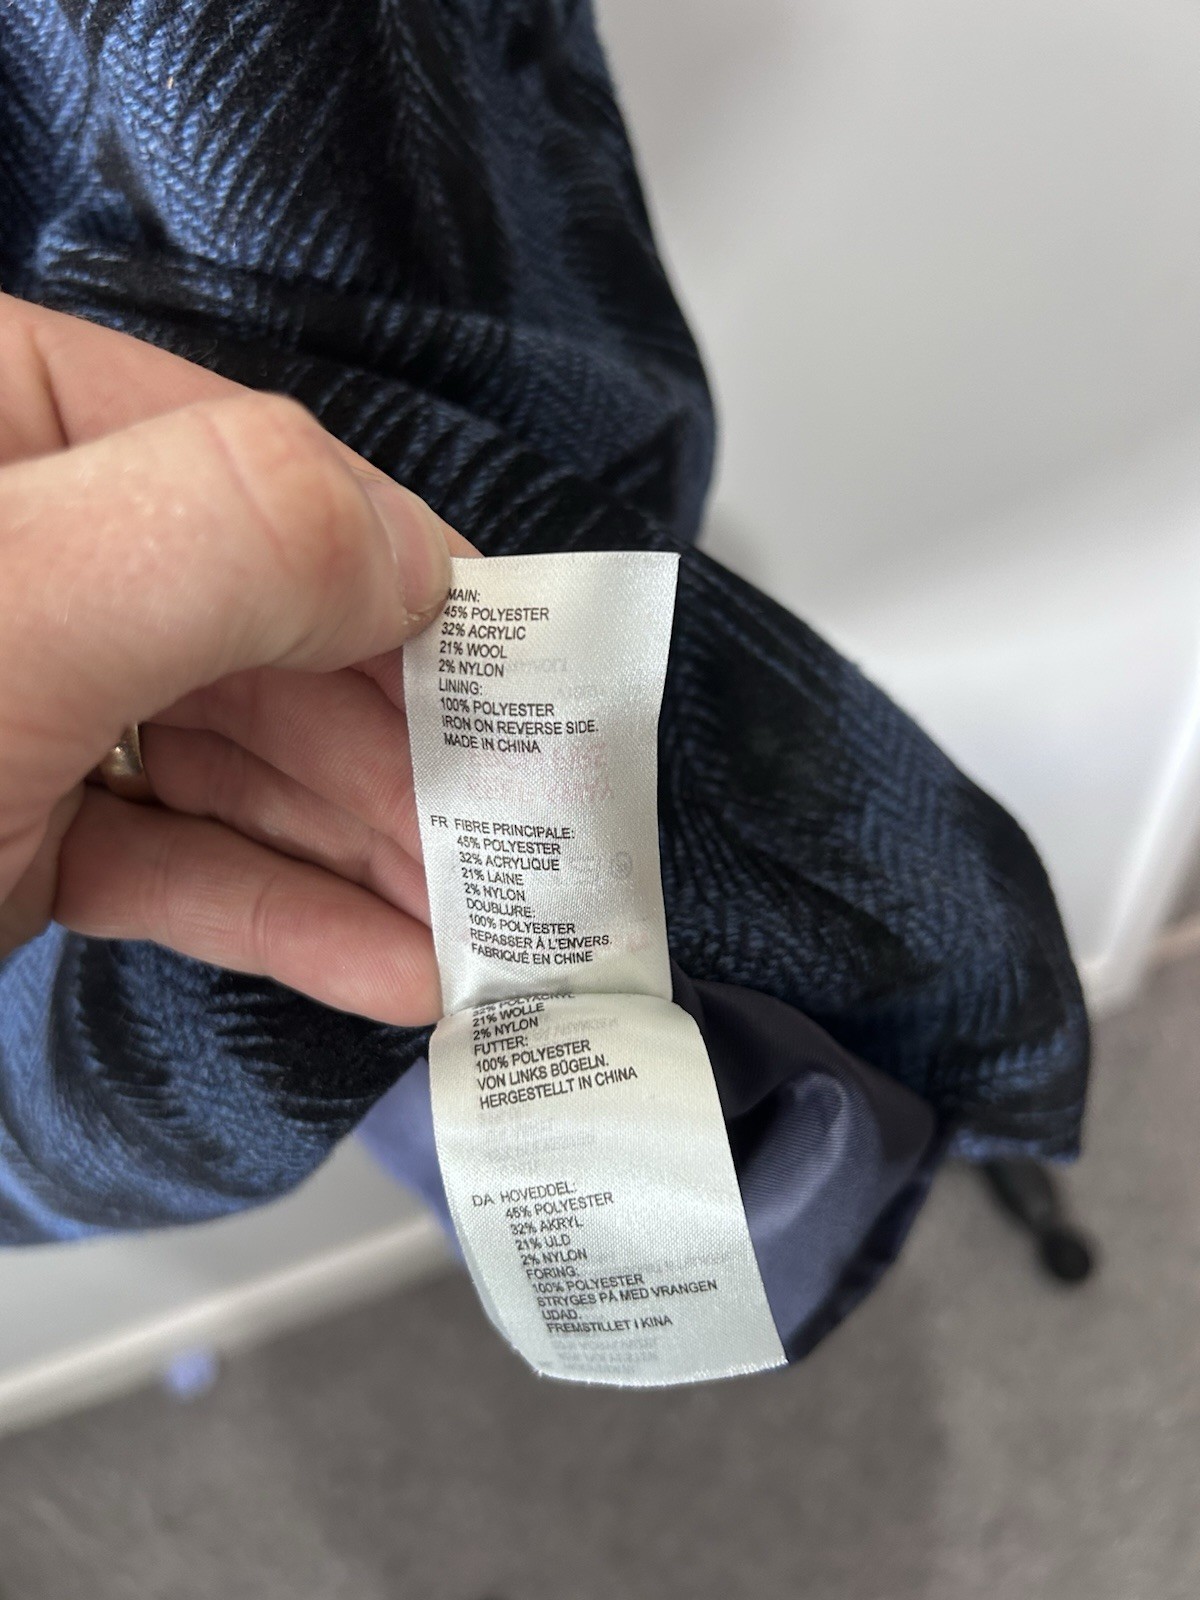 MAIN:
45% POLYESTER
32% ACRYLIC
21% WOOL
2% NYLON
LINING:
100% POLYESTER
IRON ON REVERSE SIDE.
MADE IN CHINA
FR FIBRE PRINCIPALE:
45% POLYESTER
32% ACRYLIQUE
21% LAINE
2% NYLON
DOUBLURE:
100% POLYESTER
REPASSER À L'ENVERS.
FABRIQUÉ EN CHINE
21% WOLLE
2% NYLON
FUTTER:
100% POLYESTER
VON LINKS BÜGELN.
HERGESTELLT IN CHINA
DA HOVEDDEL:
45% POLYESTER
32% AKRYL
21% ULD
2% NYLON
FORING:
100% POLYESTER
STRYGES PÅ MED VRANGEN
UDAD.
FREMSTILLET I KINA